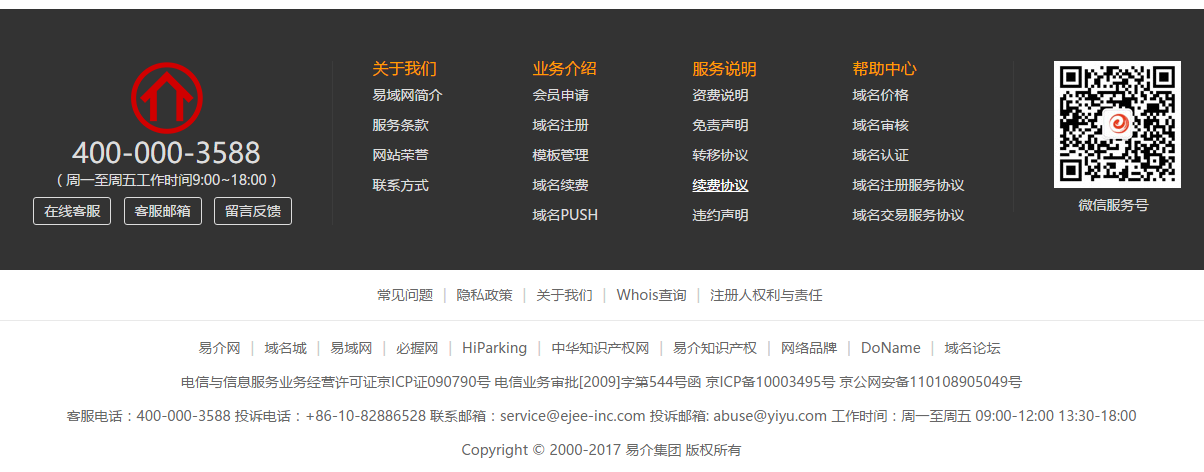 400-000-3588
（周一至周五工作时间9:00~18:00）
在线客服 客服邮箱 留言反馈
关于我们
易域网简介
服务条款
网站荣誉
联系方式
业务介绍
会员申请
域名注册
模板管理
域名续费
域名PUSH
服务说明
资费说明
免责声明
转移协议
续费协议
违约声明
帮助中心
域名价格
域名审核
域名认证
域名注册服务协议
域名交易服务协议
微信服务号
常见问题 | 隐私政策 | 关于我们 | Whois查询 | 注册人权利与责任
易介网 | 域名城 | 易域网 | 必握网 | HiParking | 中华知识产权网 | 易介知识产权 | 网络品牌 | DoName | 域名论坛
电信与信息服务业务经营许可证京ICP证090790号 电信业务审批[2009]字第544号函 京ICP备10003495号 京公网安备110108905049号
客服电话：400-000-3588 投诉电话：+86-10-82886528 联系邮箱：service@ejee-inc.com 投诉邮箱: abuse@yiyu.com 工作时间：周一至周五 09:00-12:00 13:30-18:00
Copyright © 2000-2017 易介集团 版权所有